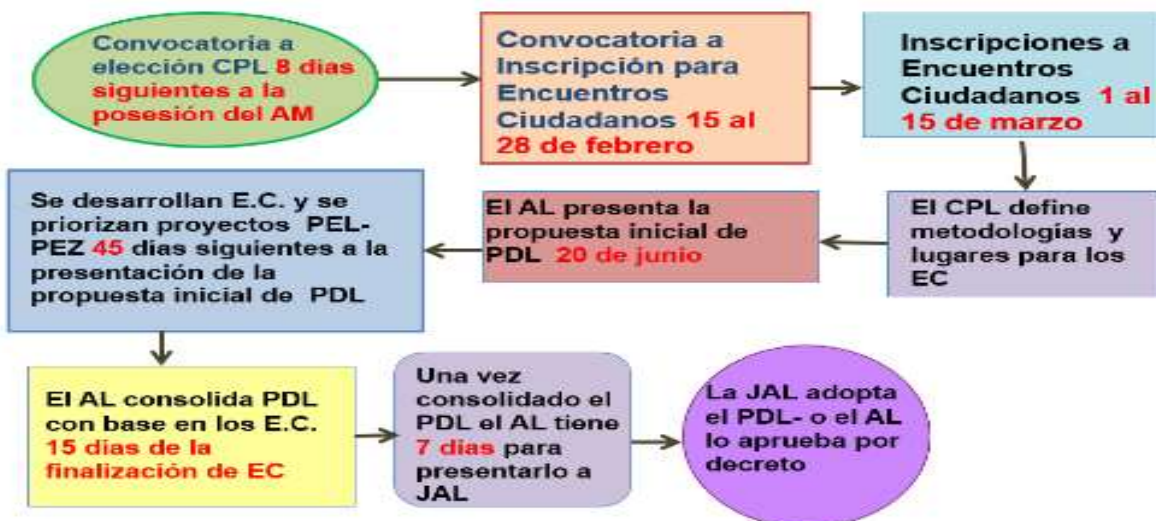 Convocatoria a
elección CPL 8 dias
siguientes a la
posesión del AM
Convocatoria a
Inscripción para
Encuentros
Ciudadanos 15 al
28 de febrero
Inscripciones a
Encuentros
Ciudadanos 1 al
15 de marzo
El CPL define
metodologías y
lugares para los
EC
El AL presenta la
propuesta inicial de
PDL 20 de junio
Se desarrollan E.C. y se
priorizan proyectos PEL-
PEZ 45 dias siguientes a la
presentación de la
propuesta inicial de PDL
El AL consolida PDL
con base en los E.C.
15 días de la
finalización de EC
Una vez
consolidado el
PDL el AL tiene
7 dias para
presentarlo a
JAL
La JAL adopta
el PDL- o el AL
lo aprueba por
decreto